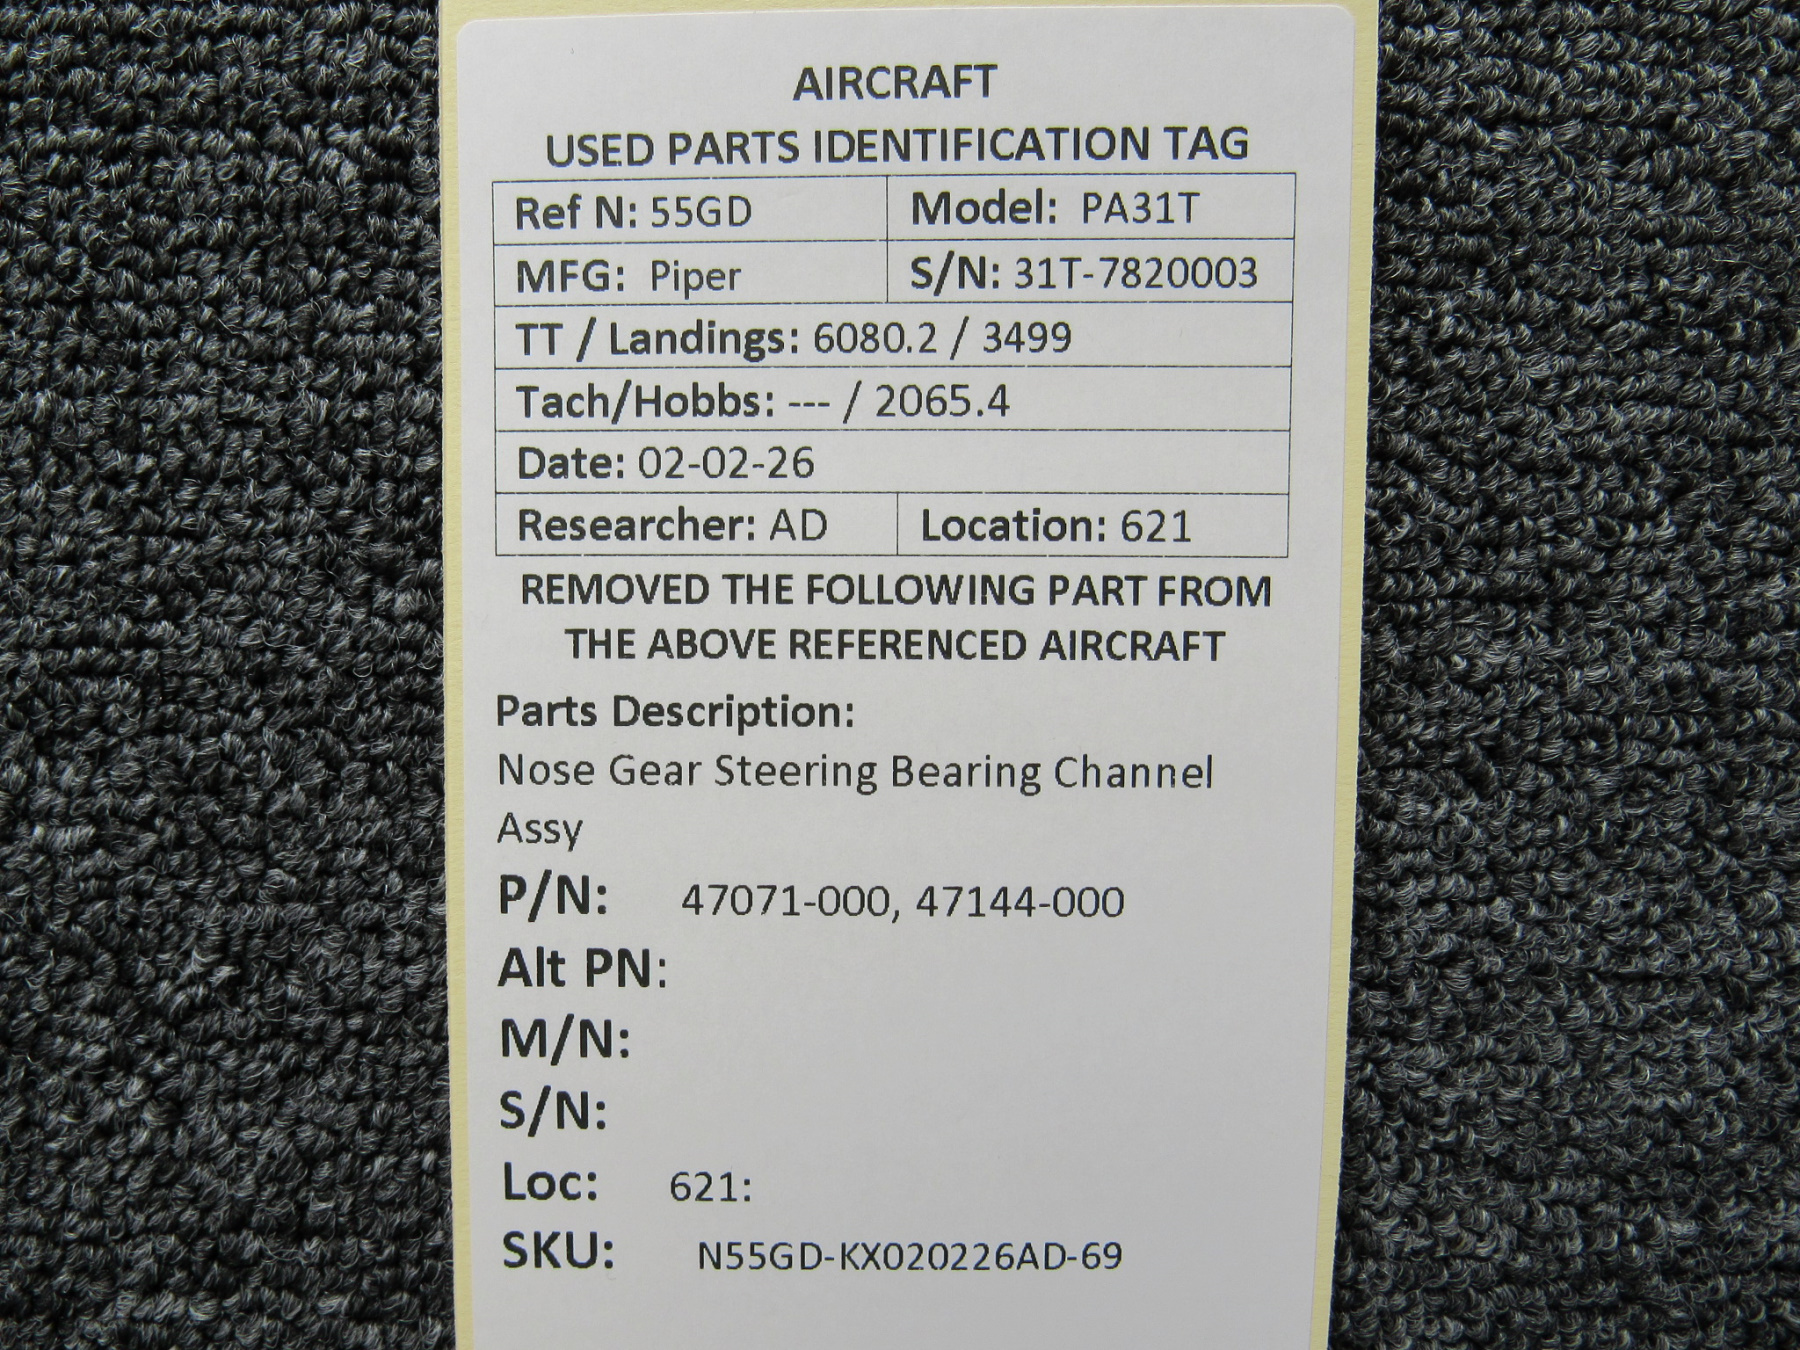 AIRCRAFT
USED PARTS IDENTIFICATION TAG
Ref N: 55GD Model: PA31T
MFG: Piper S/N: 31T-7820003
TT / Landings: 6080.2 / 3499
Tach/Hobbs: --- / 2065.4
Date: 02-02-26
Researcher: AD Location: 621
REMOVED THE FOLLOWING PART FROM
THE ABOVE REFERENCED AIRCRAFT
Parts Description:
Nose Gear Steering Bearing Channel
Assy
P/N: 47071-000, 47144-000
Alt PN:
M/N:
S/N:
Loc: 621:
SKU: N55GD-KX020226AD-69